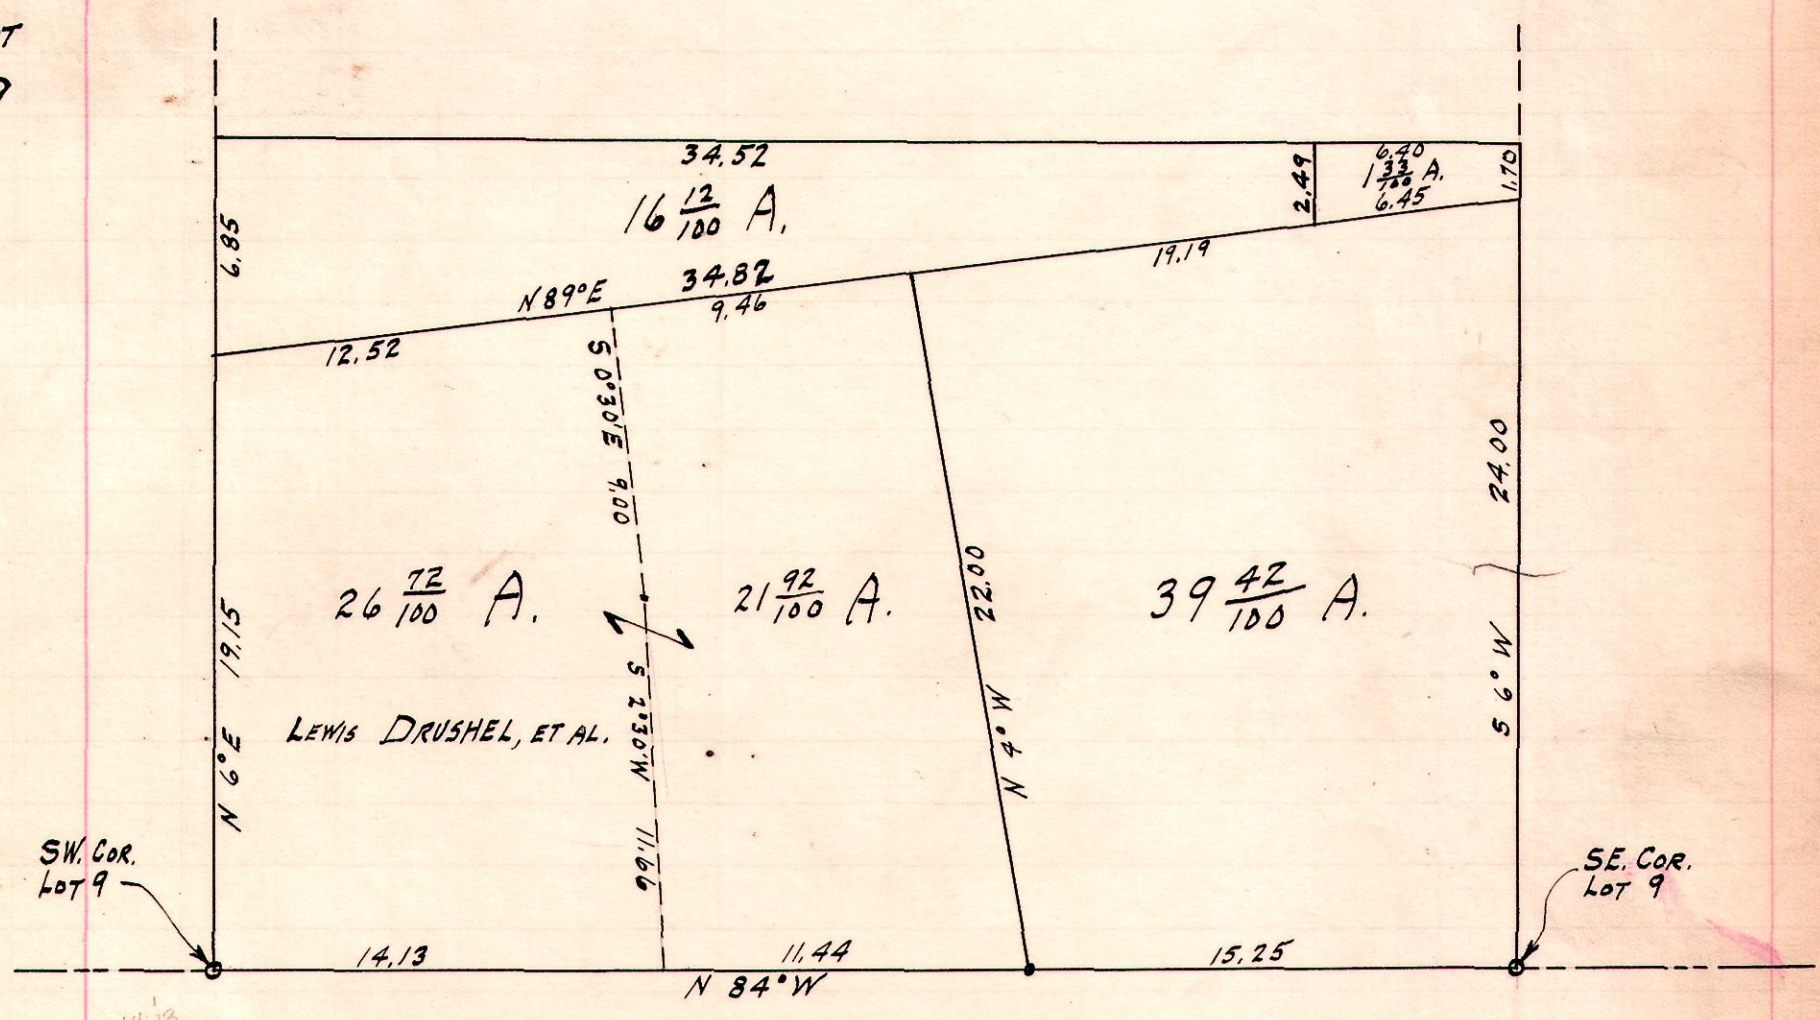 T
9
34.52
16 12/100 A.
6.85
2.49
6.40
1 33/100 A.
6.45
1.70
N 89° E
34.82
9.46
19.19
12.52
S 0°30'E 9.00
S 2°30'W 11.66
26 72/100 A.
21 92/100 A.
39 42/100 A.
22.00
N 4° W
24.00
S 6° W
N 6° E 19.15
LEWIS DRUSHEL, ET AL.
SW. COR.
LOT 9
SE. COR.
LOT 9
14.13
11.44
15.25
N 84° W